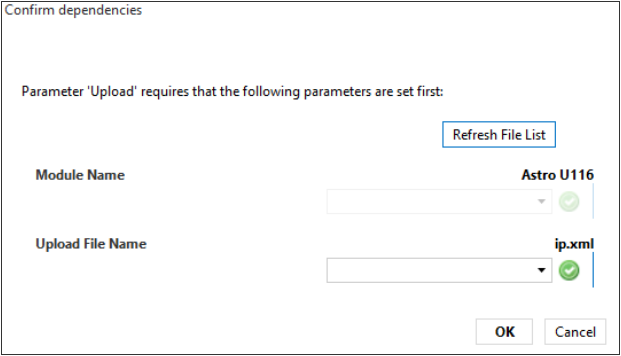 Confirm dependencies
Parameter 'Upload' requires that the following parameters are set first:
Refresh File List
Module Name
Astro U116
Upload File Name
ip.xml
OK
Cancel